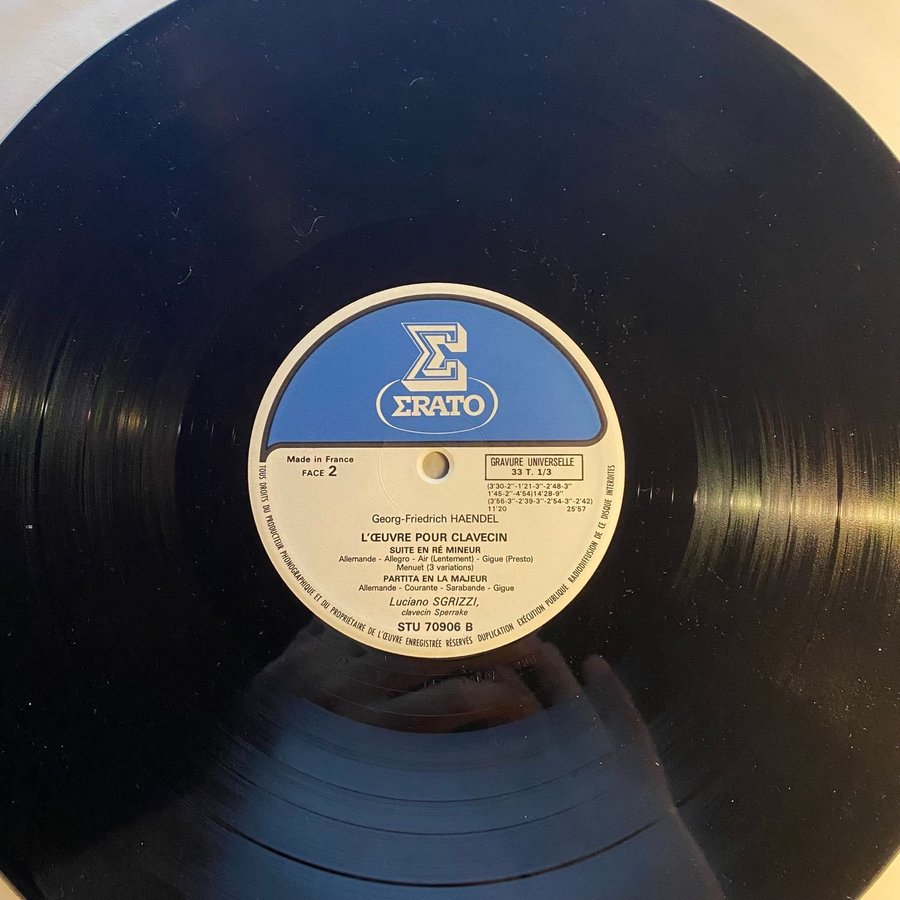 ΣRATO
Made in France
FACE 2
GRAVURE UNIVERSELLE
33 T. 1/3
(3'30-2''-1'21-3''-2'48-3''
1'45-2''-4'54)14'28-9''
(3'56-3''-2'39-3''-2'54-3''-2'42)
11'20 25'57
Georg-Friedrich HAENDEL
L'ŒUVRE POUR CLAVECIN
SUITE EN RÉ MINEUR
Allemande - Allegro - Air (Lentement) - Gigue (Presto)
Menuet (3 variations)
PARTITA EN LA MAJEUR
Allemande - Courante - Sarabande - Gigue
Luciano SGRIZZI,
clavecin Sperrake
STU 70906 B
TOUS DROITS DU PRODUCTEUR PHONOGRAPHIQUE ET DU PROPRIÉTAIRE DE L'ŒUVRE ENREGISTRÉE RÉSERVÉS DUPLICATION EXÉCUTION PUBLIQUE RADIODIFFUSION DE CE DISQUE INTERDITES